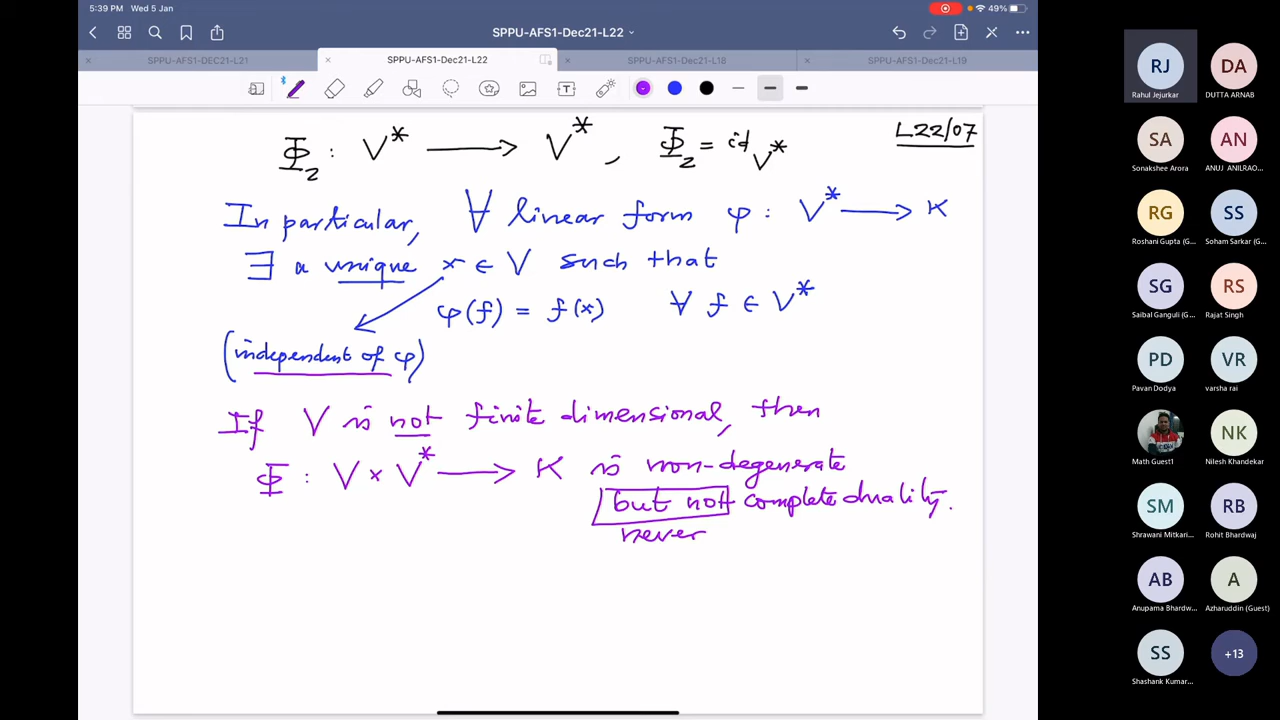 5:39 PM Wed 5 Jan
49%
SPPU-AFS1-Dec21-L22
SPPU-AFS1-DEC21-L21
SPPU-AFS1-Dec21-L22
SPPU-AFS1-Dec21-L18
SPPU-AFS1-Dec21-L19
L22/07
Φ₂ : V* ⟶ V* , Φ₂ = id_V*
In particular, ∀ linear form φ : V* ⟶ K
∃ a unique x ∈ V such that
φ(f) = f(x) ∀ f ∈ V*
(independent of φ)
If V is not finite dimensional, then
Φ : V × V* ⟶ K is non-degenerate
but not complete duality.
never
RJ
Rahul Jejurkar
DA
DUTTA ARNAB
SA
Sonakshee Arora
AN
ANUJ ANILRAO...
RG
Roshani Gupta (G...
SS
Soham Sarkar (G...
SG
Saibal Ganguli (G...
RS
Rajat Singh
PD
Pavan Dodya
VR
varsha rai
Math Guest1
NK
Nilesh Khandekar
SM
Shrawani Mitkari...
RB
Rohit Bhardwaj
AB
Anupama Bhardw...
A
Azharuddin (Guest)
SS
Shashank Kumar...
+13